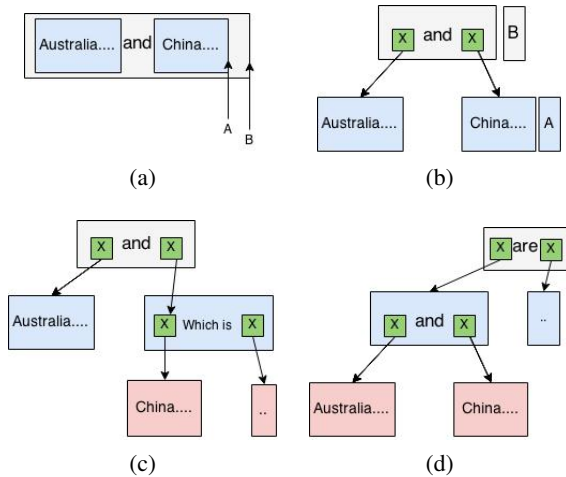 Australia.... and China....
A
B
(a)
X and X B
Australia.... China.... A
(b)
X and X
Australia.... X Which is X
China.... ..
(c)
X are X
X and X ..
Australia.... China....
(d)